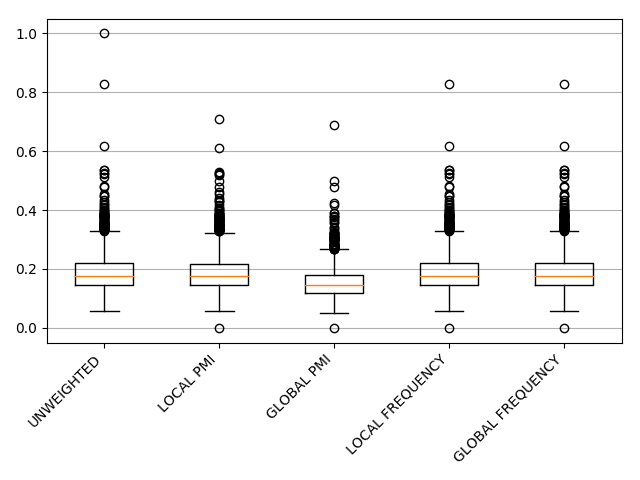 1.0
0.8
0.6
0.4
0.2
0.0
UNWEIGHTED
LOCAL PMI
GLOBAL PMI
LOCAL FREQUENCY
GLOBAL FREQUENCY